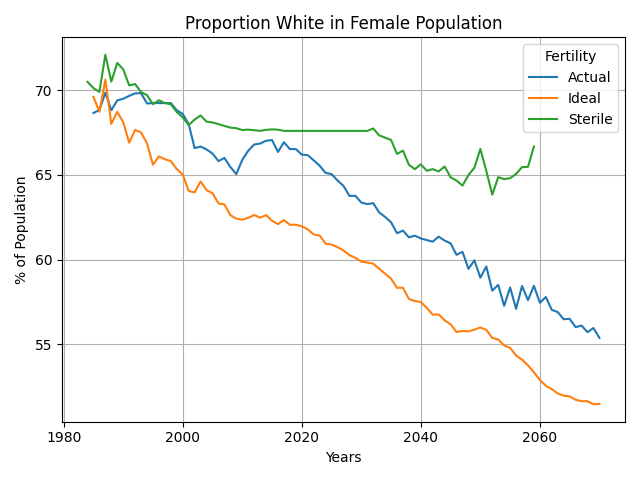 Proportion White in Female Population
% of Population
70
65
60
55
1980
2000
2020
2040
2060
Years
Fertility
Actual
Ideal
Sterile